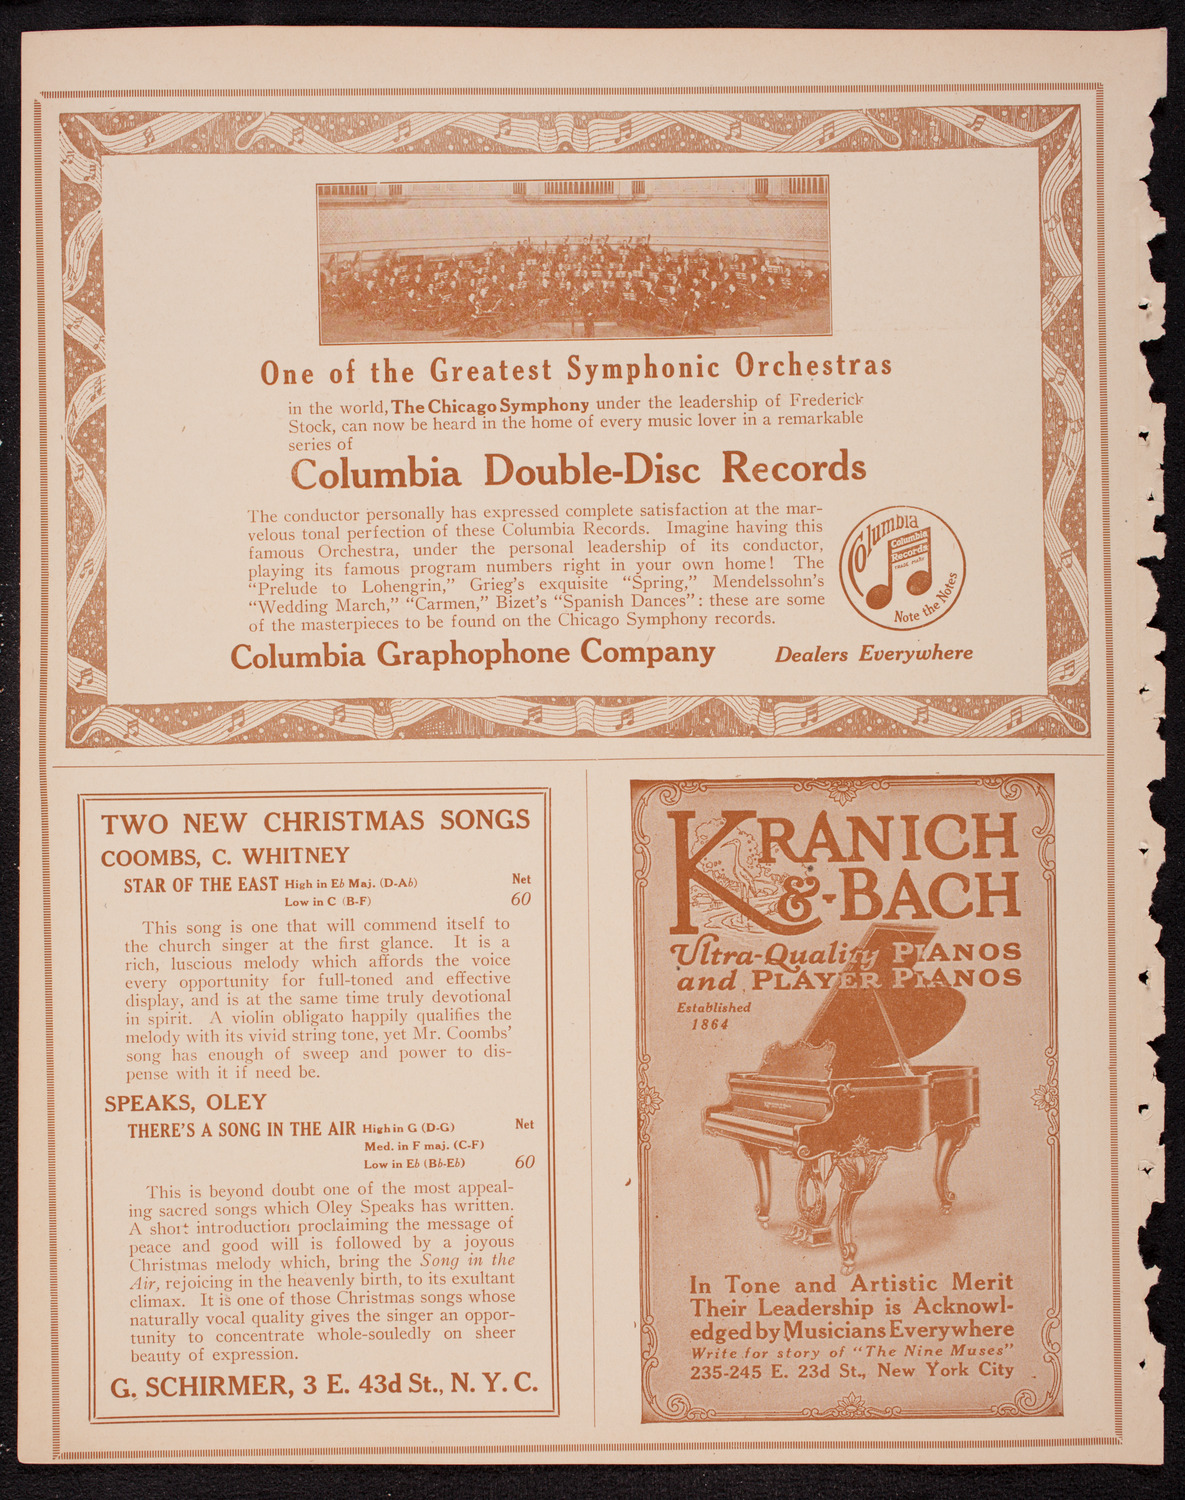 One of the Greatest Symphonic Orchestras
in the world, The Chicago Symphony under the leadership of Frederick
Stock, can now be heard in the home of every music lover in a remarkable
series of
Columbia Double-Disc Records
The conductor personally has expressed complete satisfaction at the mar-
velous tonal perfection of these Columbia Records. Imagine having this
famous Orchestra, under the personal leadership of its conductor,
playing its famous program numbers right in your own home! The
“Prelude to Lohengrin,” Grieg’s exquisite “Spring,” Mendelssohn’s
“Wedding March,” “Carmen,” Bizet’s “Spanish Dances”: these are some
of the masterpieces to be found on the Chicago Symphony records.
Columbia
Columbia
Records
TRADE MARK
Note the Notes
Columbia Graphophone Company Dealers Everywhere
TWO NEW CHRISTMAS SONGS
COOMBS, C. WHITNEY
STAR OF THE EAST High in E♭ Maj. (D-A♭) Net
Low in C (B-F) 60
This song is one that will commend itself to
the church singer at the first glance. It is a
rich, luscious melody which affords the voice
every opportunity for full-toned and effective
display, and is at the same time truly devotional
in spirit. A violin obligato happily qualifies the
melody with its vivid string tone, yet Mr. Coombs’
song has enough of sweep and power to dis-
pense with it if need be.
SPEAKS, OLEY
THERE’S A SONG IN THE AIR High in G (D-G) Net
Med. in F maj. (C-F)
Low in E♭ (B♭-E♭) 60
This is beyond doubt one of the most appeal-
ing sacred songs which Oley Speaks has written.
A short introduction proclaiming the message of
peace and good will is followed by a joyous
Christmas melody which, bring the Song in the
Air, rejoicing in the heavenly birth, to its exultant
climax. It is one of those Christmas songs whose
naturally vocal quality gives the singer an oppor-
tunity to concentrate whole-souledly on sheer
beauty of expression.
G. SCHIRMER, 3 E. 43d St., N. Y. C.
KRANICH
&-BACH
Ultra-Quality PIANOS
and PLAYER PIANOS
Established
1864
In Tone and Artistic Merit
Their Leadership is Acknowl-
edged by Musicians Everywhere
Write for story of “The Nine Muses”
235-245 E. 23d St., New York City